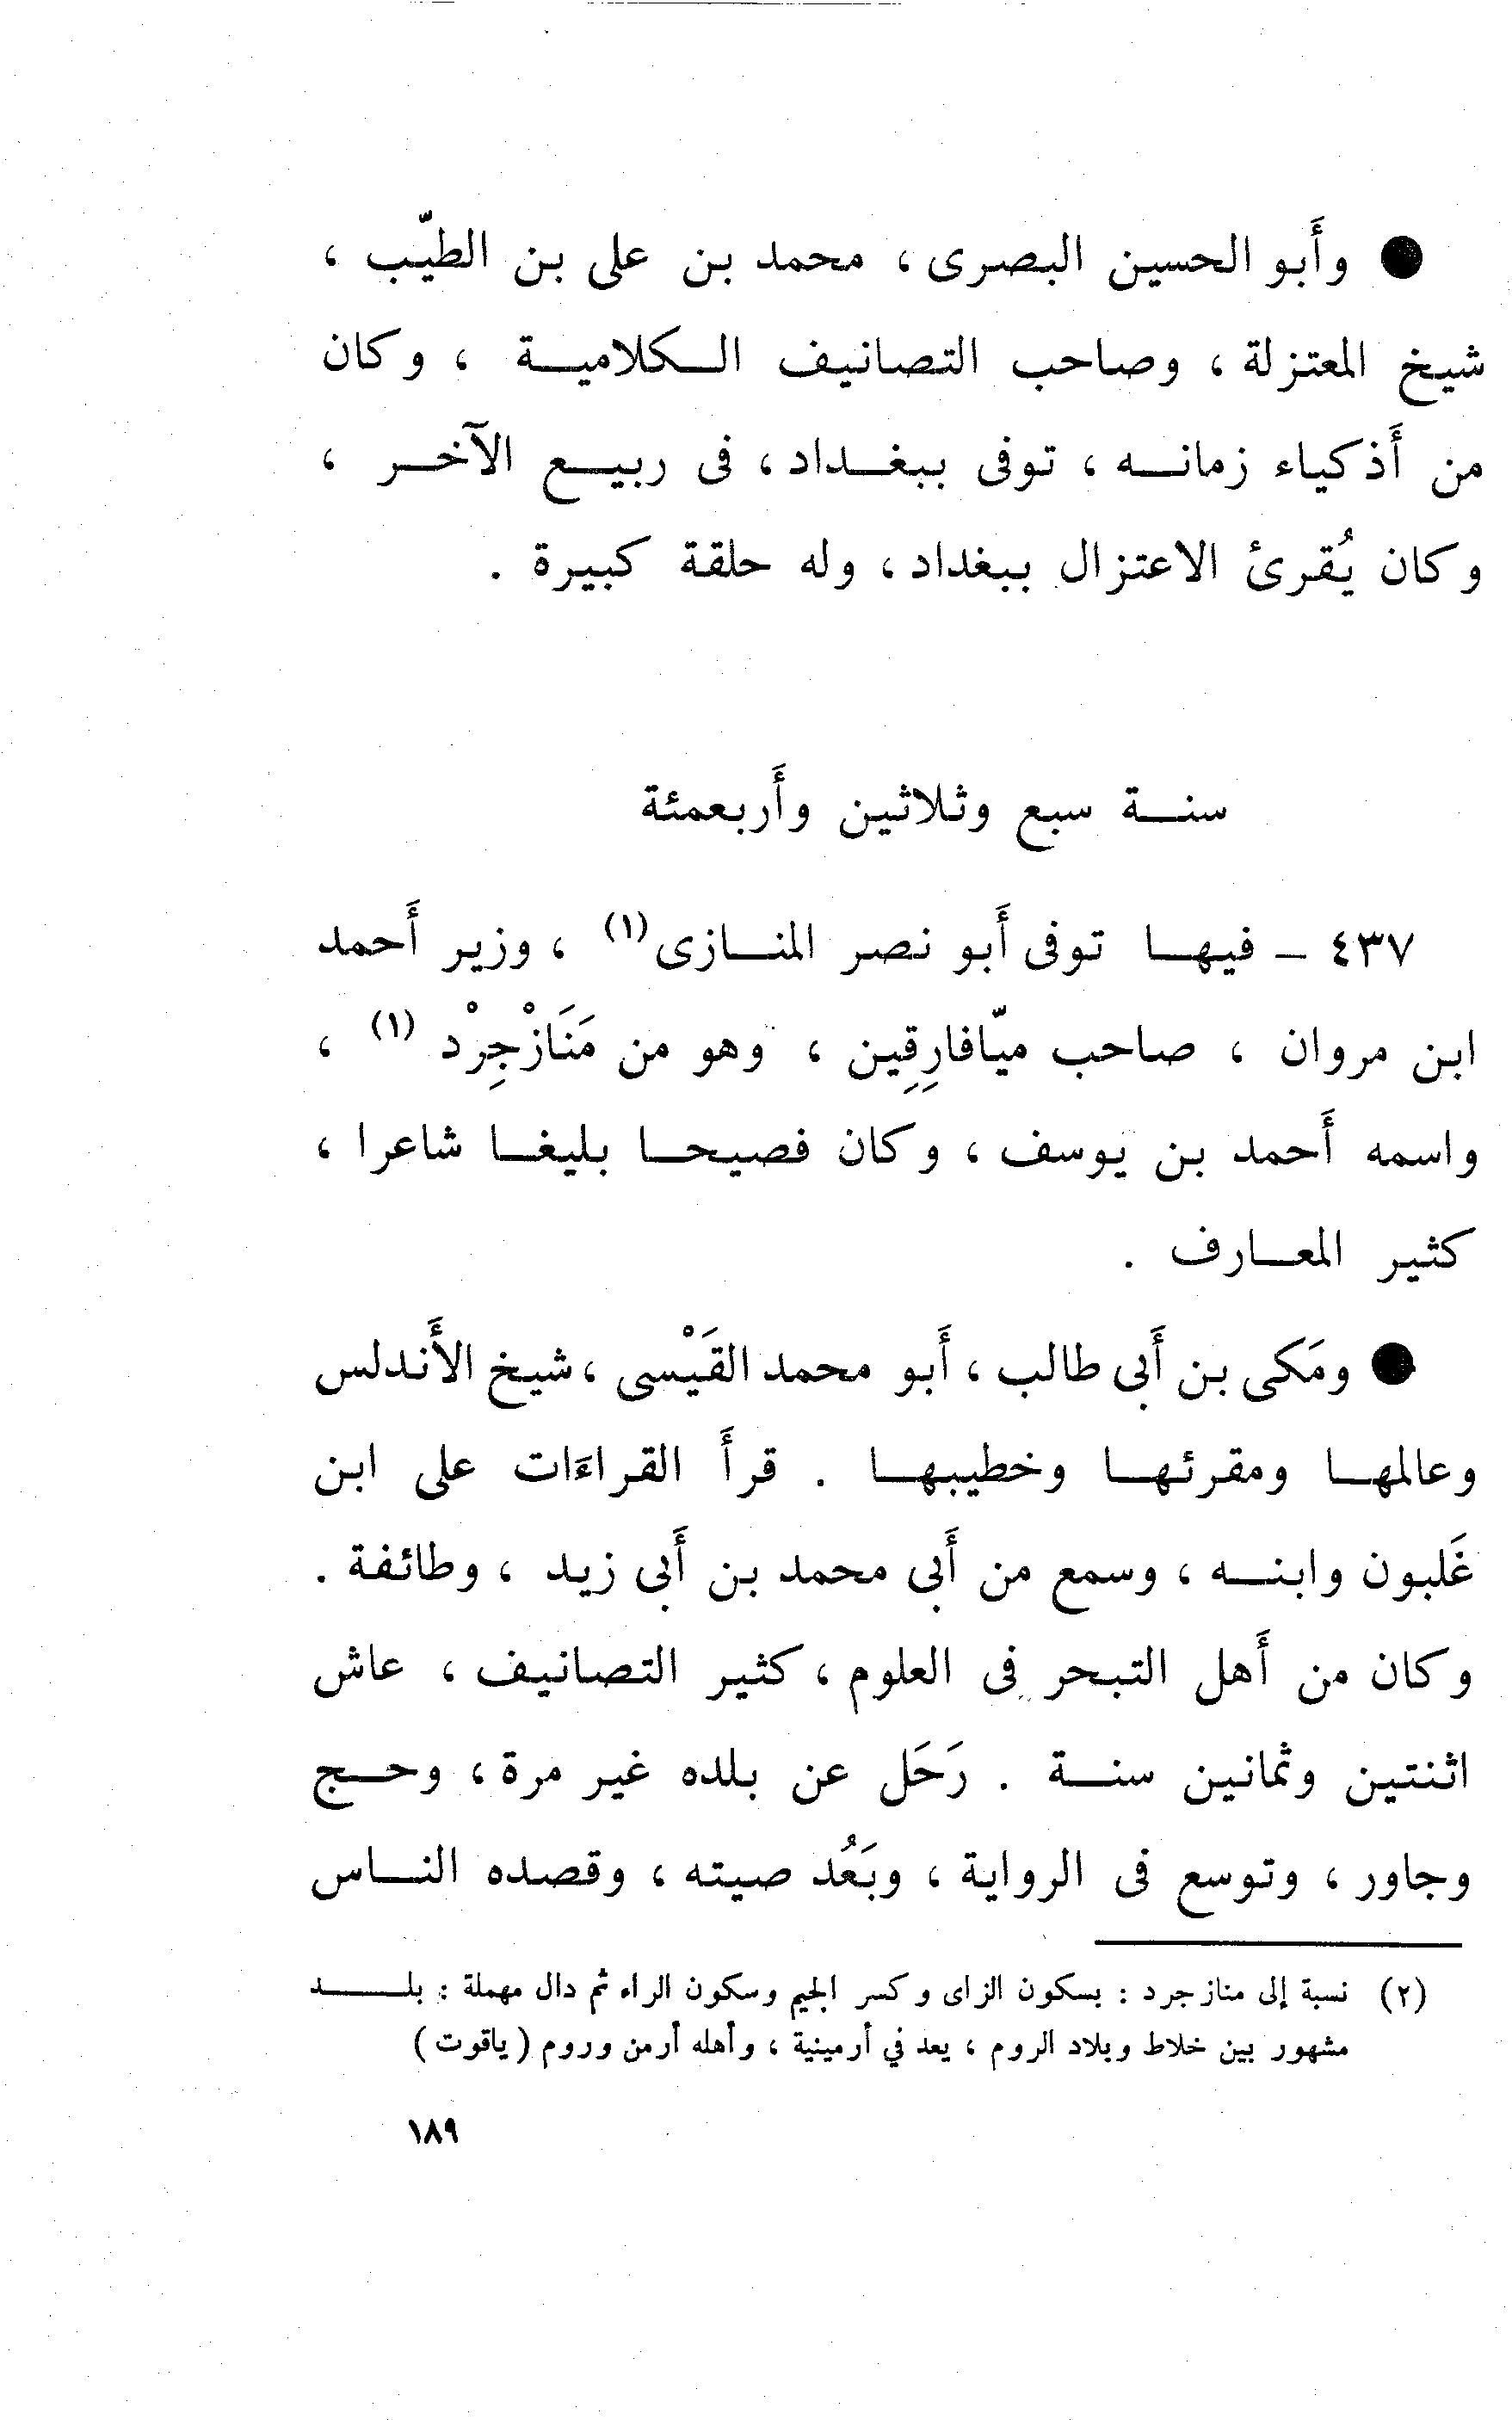 ● وأَبو الحسين البصرى ، محمد بن على بن الطيّب ،
شيخ المعتزلة ، وصاحب التصانيف الكلامية ، وكان
من أَذكياء زمانه ، توفى ببغداد ، فى ربيع الآخر ،
وكان يُقرئ الاعتزال ببغداد ، وله حلقة كبيرة .
سنة سبع وثلاثين وأَربعمئة
٤٣٧ – فيها توفى أَبو نصر المنازى (١) ، وزير أَحمد
ابن مروان ، صاحب ميّافارِقِين ، وهو من مَنَازْجِرْد (١) ،
واسمه أَحمد بن يوسف ، وكان فصيحا بليغا شاعرا ،
كثير المعارف .
● ومَكى بن أَبى طالب ، أَبو محمد القَيْسى ، شيخ الأَندلس
وعالمها ومقرئها وخطيبها . قرأَ القراءَات على ابن
غَلبون وابنه ، وسمع من أَبى محمد بن أَبى زيد ، وطائفة .
وكان من أَهل التبحر فى العلوم ، كثير التصانيف ، عاش
اثنتين وثمانين سنة . رَحَل عن بلده غير مرة ، وحج
وجاور ، وتوسع فى الرواية ، وبَعُد صيته ، وقصده الناس
(٢) نسبة إلى منازجرد : بسكون الزاى وكسر الجيم وسكون الراء ثم دال مهملة : بلد
مشهور بين خلاط وبلاد الروم ، يعد في أرمينية ، وأهله أرمن وروم ( ياقوت )
١٨٩